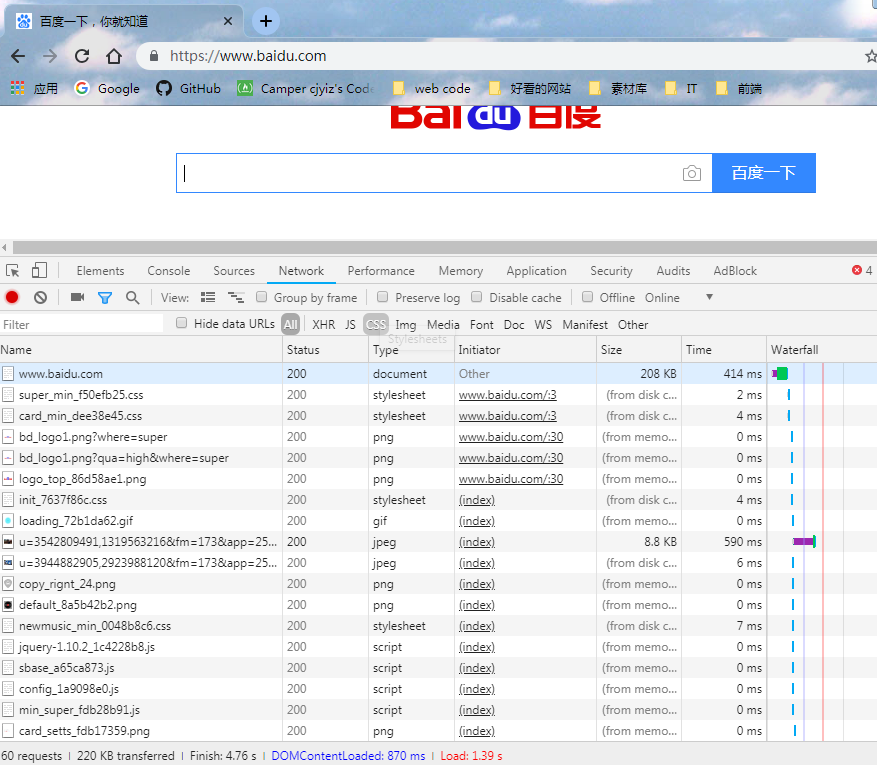 百度一下，你就知道
https://www.baidu.com
应用 Google GitHub Camper cjyiz's Code web code 好看的网站 素材库 IT 前端
Bai du 百度
百度一下
Elements Console Sources Network Performance Memory Application Security Audits AdBlock 4
View: Group by frame Preserve log Disable cache Offline Online
Filter Hide data URLs All XHR JS CSS Img Media Font Doc WS Manifest Other
Stylesheets
Name Status Type Initiator Size Time Waterfall
www.baidu.com 200 document Other 208 KB 414 ms
super_min_f50efb25.css 200 stylesheet www.baidu.com/:3 (from disk c... 2 ms
card_min_dee38e45.css 200 stylesheet www.baidu.com/:3 (from disk c... 4 ms
bd_logo1.png?where=super 200 png www.baidu.com/:30 (from memo... 0 ms
bd_logo1.png?qua=high&where=super 200 png www.baidu.com/:30 (from memo... 0 ms
logo_top_86d58ae1.png 200 png www.baidu.com/:30 (from memo... 0 ms
init_7637f86c.css 200 stylesheet (index) (from disk c... 4 ms
loading_72b1da62.gif 200 gif (index) (from memo... 0 ms
u=3542809491,1319563216&fm=173&app=25... 200 jpeg (index) 8.8 KB 590 ms
u=3944882905,2923988120&fm=173&app=25... 200 jpeg (index) (from disk c... 6 ms
copy_rignt_24.png 200 png (index) (from memo... 0 ms
default_8a5b42b2.png 200 png (index) (from memo... 0 ms
newmusic_min_0048b8c6.css 200 stylesheet (index) (from disk c... 7 ms
jquery-1.10.2_1c4228b8.js 200 script (index) (from memo... 0 ms
sbase_a65ca873.js 200 script (index) (from memo... 0 ms
config_1a9098e0.js 200 script (index) (from memo... 0 ms
min_super_fdb28b91.js 200 script (index) (from memo... 0 ms
card_setts_fdb17359.png 200 png (index) (from memo... 0 ms
60 requests | 220 KB transferred | Finish: 4.76 s | DOMContentLoaded: 870 ms | Load: 1.39 s